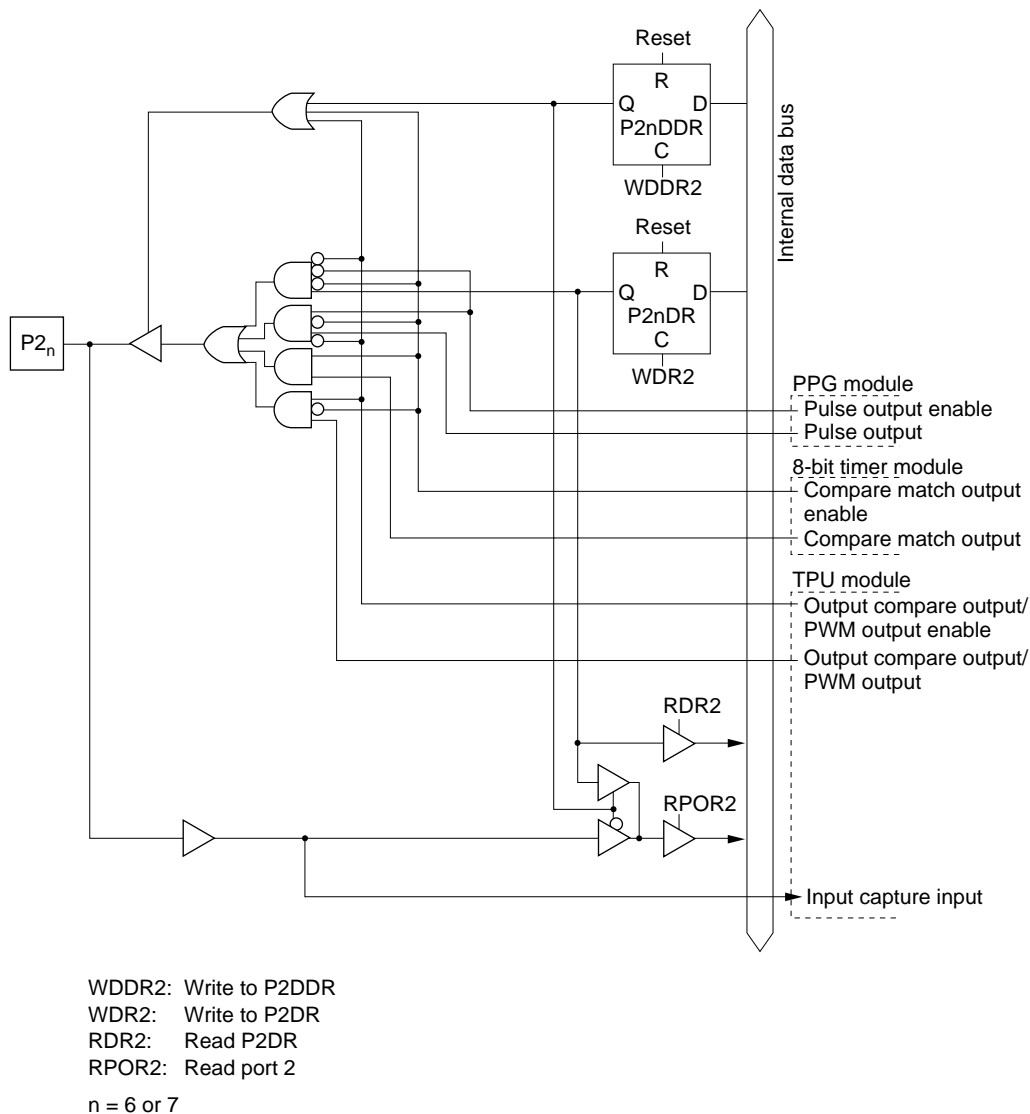 Reset
R
Q D
P2nDDR
C
WDDR2
Internal data bus
Reset
R
Q D
P2nDR
C
WDR2
P2n
PPG module
Pulse output enable
Pulse output
8-bit timer module
Compare match output
enable
Compare match output
TPU module
Output compare output/
PWM output enable
Output compare output/
PWM output
RDR2
RPOR2
Input capture input
WDDR2: Write to P2DDR
WDR2: Write to P2DR
RDR2: Read P2DR
RPOR2: Read port 2
n = 6 or 7